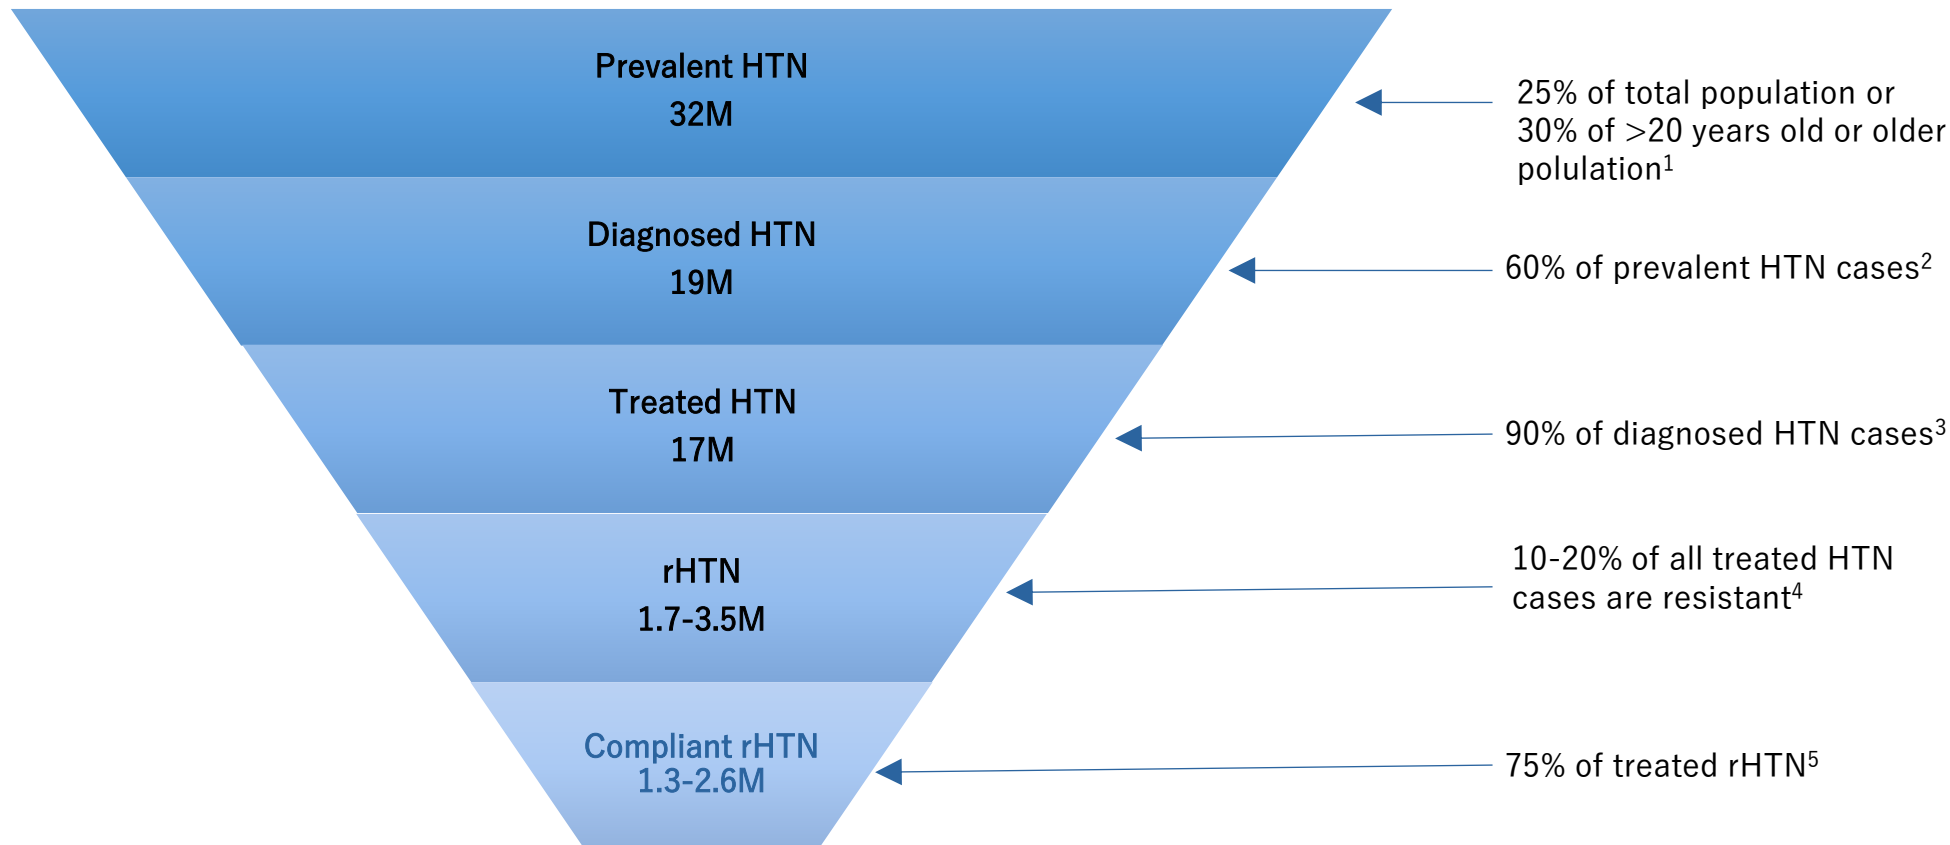 Prevalent HTN
32M
25% of total population or
30% of >20 years old or older
polulation¹
Diagnosed HTN
19M
60% of prevalent HTN cases²
Treated HTN
17M
90% of diagnosed HTN cases³
rHTN
1.7-3.5M
10-20% of all treated HTN
cases are resistant⁴
Compliant rHTN
1.3-2.6M
75% of treated rHTN⁵